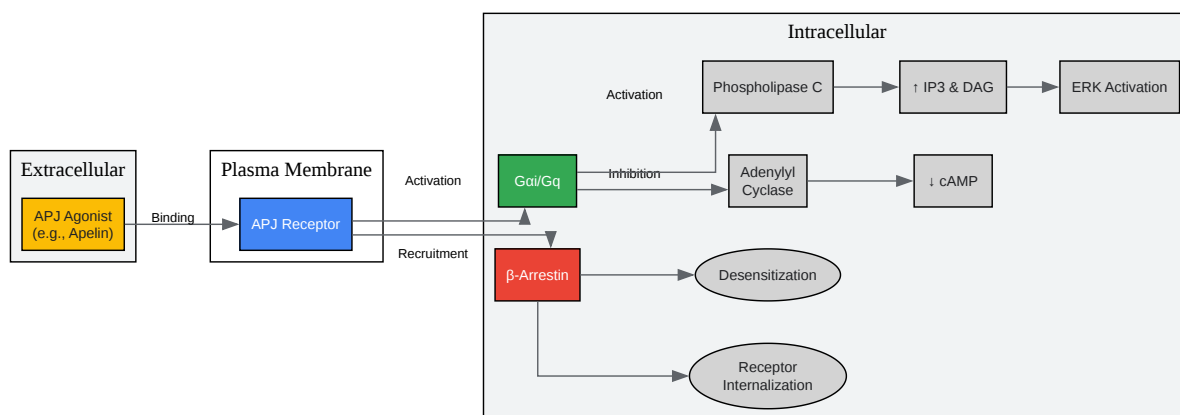 Intracellular
Phospholipase C
↑ IP3 & DAG
ERK Activation
Activation
Extracellular
Plasma Membrane
Activation
Gαi/Gq
Inhibition
Adenylyl
Cyclase
↓ cAMP
APJ Agonist
(e.g., Apelin)
Binding
APJ Receptor
Recruitment
β-Arrestin
Desensitization
Receptor
Internalization